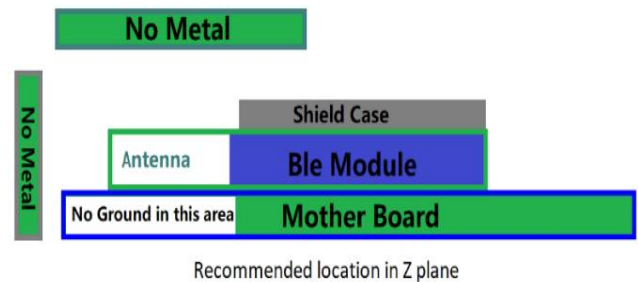 No Metal
No Metal
Shield Case
Antenna
Ble Module
No Ground in this area
Mother Board
Recommended location in Z plane